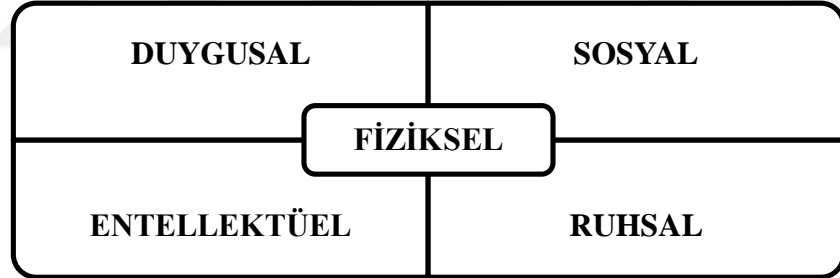 DUYGUSAL
SOSYAL
FİZİKSEL
ENTELLEKTÜEL
RUHSAL